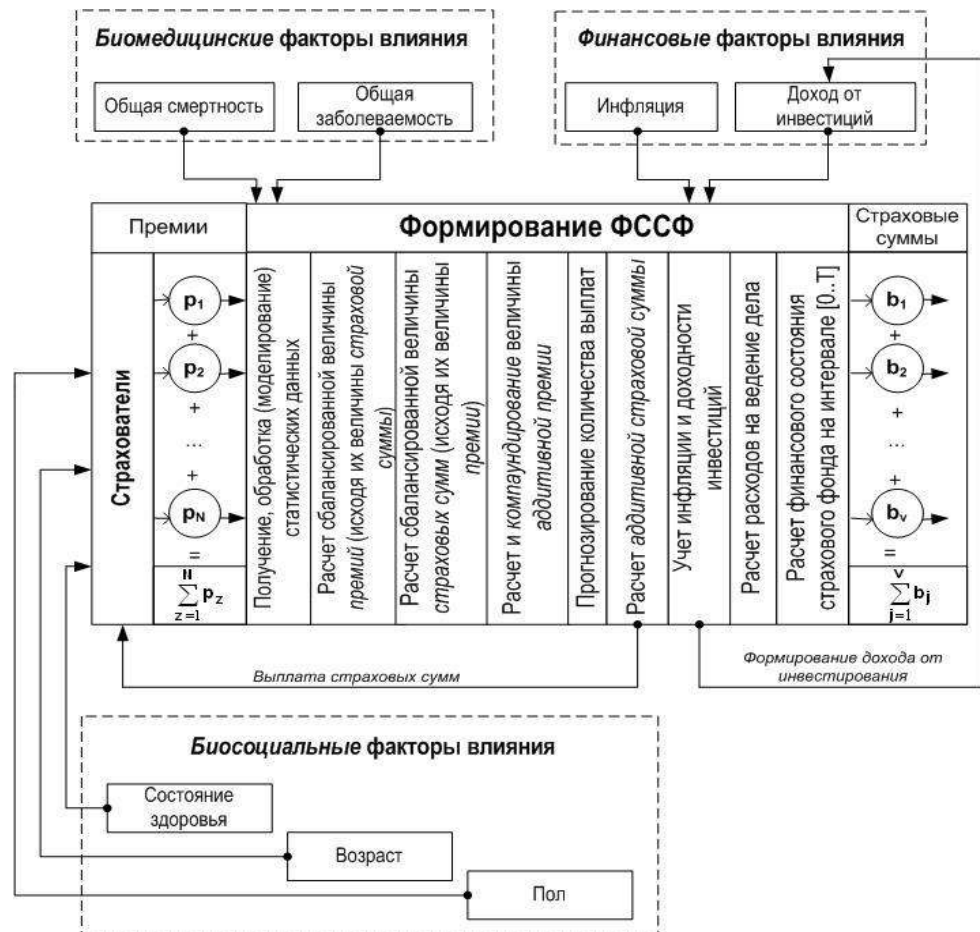 Биомедицинские факторы влияния
Общая смертность
Общая
заболеваемость
Финансовые факторы влияния
Инфляция
Доход от
инвестиций
Премии
Формирование ФССФ
Страховые
суммы
Страхователи
p1
+
p2
+
...
+
pN
=
N
∑ pz
z=1
Получение, обработка (моделирование)
статистических данных
Расчет сбалансированной величины
премий (исходя их величины страховой
суммы)
Расчет сбалансированной величины
страховых сумм (исходя их величины
премии)
Расчет и компаундирование величины
аддитивной премии
Прогнозирование количества выплат
Расчет аддитивной страховой суммы
Учет инфляции и доходности
инвестиций
Расчет расходов на ведение дела
Расчет финансового состояния
страхового фонда на интервале [0..T]
b1
+
b2
+
...
+
bv
=
V
∑ bj
j=1
Выплата страховых сумм
Формирование дохода от
инвестирования
Биосоциальные факторы влияния
Состояние
здоровья
Возраст
Пол